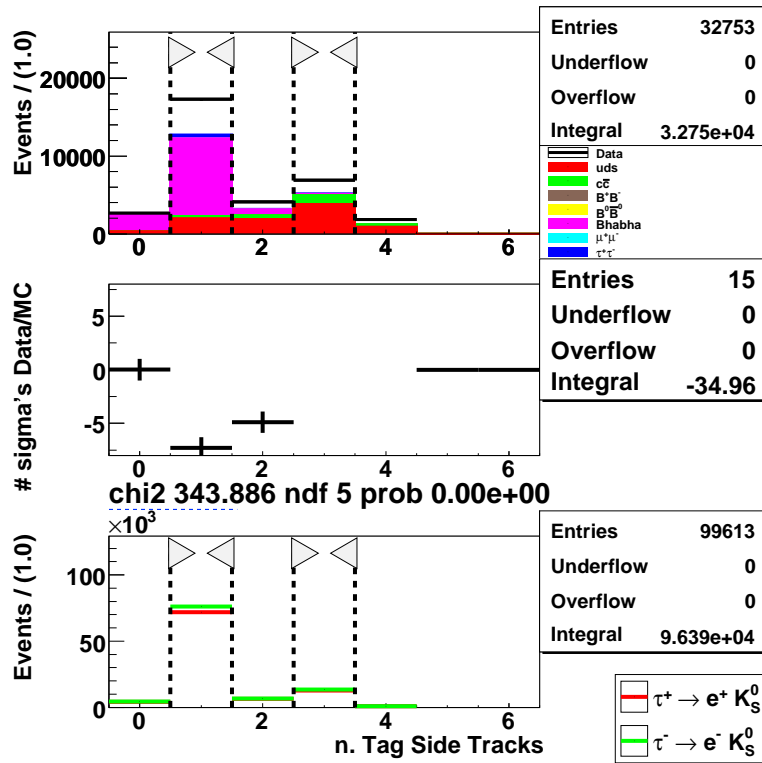 Events / (1.0)
20000
10000
0
0 2 4 6
Entries 32753
Underflow 0
Overflow 0
Integral 3.275e+04
Data
uds
cc̅
B⁺B⁻
B⁰B̅⁰
Bhabha
μ⁺μ⁻
τ⁺τ⁻
# sigma's Data/MC
5
0
-5
0 2 4 6
Entries 15
Underflow 0
Overflow 0
Integral -34.96
chi2 343.886 ndf 5 prob 0.00e+00
×10³
Events / (1.0)
100
50
0
0 2 4 6
n. Tag Side Tracks
Entries 99613
Underflow 0
Overflow 0
Integral 9.639e+04
τ⁺ → e⁺ K⁰_S
τ⁻ → e⁻ K⁰_S